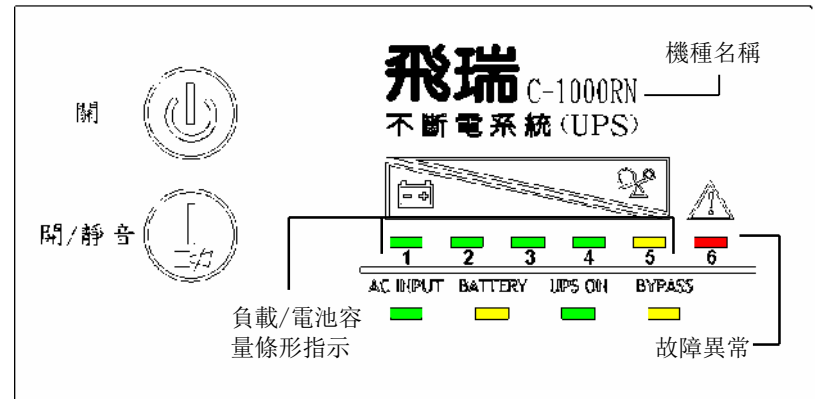 飛瑞 C-1000RN
機種名稱
不斷電系統(UPS)
關
開/靜音
1 2 3 4 5 6
AC INPUT BATTERY UPS ON BYPASS
負載/電池容
量條形指示
故障異常